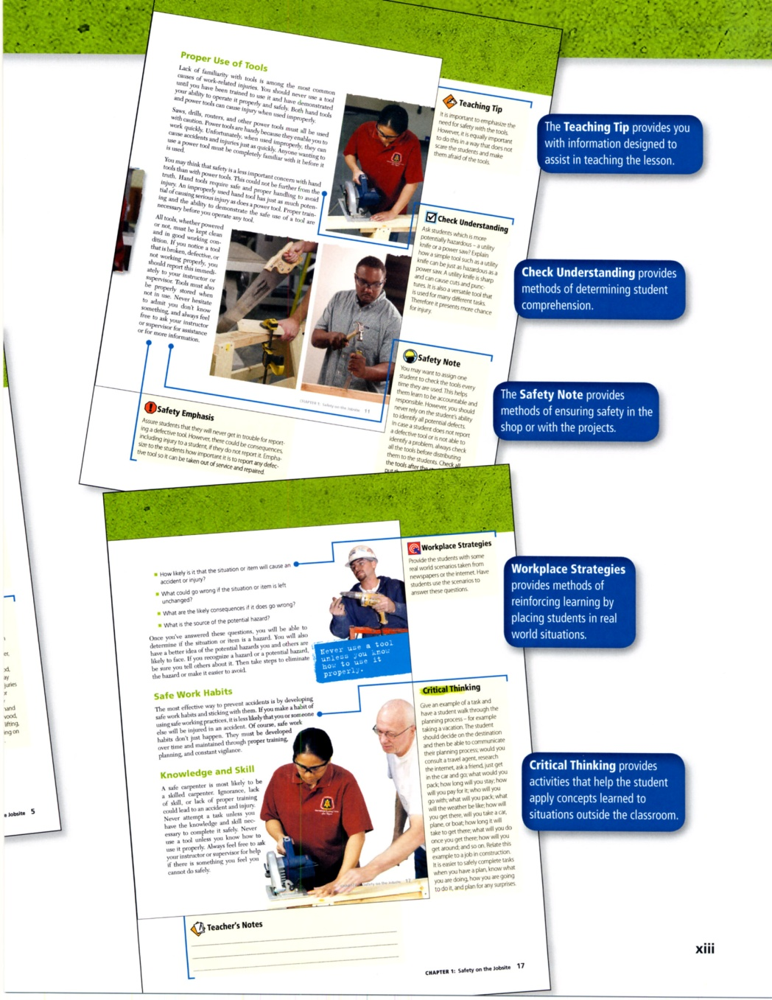 Proper Use of Tools
Lack of familiarity with tools is among the most common
causes of work-related injuries. You should never use a tool
until you have been trained to use it and have demonstrated
your ability to operate it properly and safely. Both hand tools
and power tools can cause injury when used improperly.
Saws, drills, routers, and other power tools must all be used
with caution. Power tools are handy because they enable you to
work quickly. Unfortunately, when used improperly, they can
cause accidents and injuries just as quickly. Anyone wanting to
use a power tool must be completely familiar with it before it
is used.
You may think that safety is a less important concern with hand
tools than with power tools. This could not be further from the
truth. Hand tools require safe and proper handling to avoid
injury. An improperly used hand tool has just as much poten-
tial of causing serious injury as does a power tool. Proper train-
ing and the ability to demonstrate the safe use of a tool are
necessary before you operate any tool.
All tools, whether powered
or not, must be kept clean
and in good working con-
dition. If you notice a tool
that is broken, defective, or
not working properly, you
should report this immedi-
ately to your instructor or
supervisor. Tools must also
be properly stored when
not in use. Never hesitate
to admit you don't know
something, and always feel
free to ask your instructor
or supervisor for assistance
or for more information.
CHAPTER 1: Safety on the Jobsite 11
Teaching Tip
It is important to emphasize the
need for safety with the tools.
However, it is equally important
to do this in a way that does not
scare the students and make
them afraid of the tools.
Check Understanding
Ask students which is more
potentially hazardous – a utility
knife or a power saw? Explain
how a simple tool such as a utility
knife can be just as hazardous as a
power saw. A utility knife is sharp
and can cause cuts and punc-
tures. It is also a versatile tool that
is used for many different tasks.
Therefore it presents more chance
for injury.
Safety Note
You may want to assign one
student to check the tools every
time they are used. This helps
them learn to be accountable and
responsible. However, you should
never rely on the student's ability
to identify all potential defects.
In case a student does not report
a defective tool or is not able to
identify a problem, always check
all the tools before distributing
them to the students. Check all
the tools after the
Safety Emphasis
Assure students that they will never get in trouble for report-
ing a defective tool. However, there could be consequences,
including injury to a student, if they do not report it. Empha-
size to the students how important it is to report any defec-
tive tool so it can be taken out of service and repaired.
The Teaching Tip provides you
with information designed to
assist in teaching the lesson.
Check Understanding provides
methods of determining student
comprehension.
The Safety Note provides
methods of ensuring safety in the
shop or with the projects.
How likely is it that the situation or item will cause an
accident or injury?
What could go wrong if the situation or item is left
unchanged?
What are the likely consequences if it does go wrong?
What is the source of the potential hazard?
Once you've answered these questions, you will be able to
determine if the situation or item is a hazard. You will also
have a better idea of the potential hazards you and others are
likely to face. If you recognize a hazard or a potential hazard,
be sure you tell others about it. Then take steps to eliminate
the hazard or make it easier to avoid.
Never use a tool
unless you know
how to use it
properly.
Safe Work Habits
The most effective way to prevent accidents is by developing
safe work habits and sticking with them. If you make a habit of
using safe working practices, it is less likely that you or someone
else will be injured in an accident. Of course, safe work
habits don't just happen. They must be developed
over time and maintained through proper training,
planning, and constant vigilance.
Knowledge and Skill
A safe carpenter is most likely to be
a skilled carpenter. Ignorance, lack
of skill, or lack of proper training
could lead to an accident and injury.
Never attempt a task unless you
have the knowledge and skill nec-
essary to complete it safely. Never
use a tool unless you know how to
use it properly. Always feel free to ask
your instructor or supervisor for help
if there is something you feel you
cannot do safely.
Safety on the Jobsite 17
Workplace Strategies
Provide the students with some
real world scenarios taken from
newspapers or the internet. Have
students use the scenarios to
answer these questions.
Critical Thinking
Give an example of a task and
have a student walk through the
planning process – for example
taking a vacation. The student
should decide on the destination
and then be able to communicate
their planning process; would you
consult a travel agent, research
the internet, ask a friend, just get
in the car and go; what would you
pack; how long will you stay; how
will you pay for it; who will you
go with; what will you pack; what
will the weather be like; how will
you get there, will you take a car,
plane, or boat; how long it will
take to get there; what will you do
once you get there; how will you
get around; and so on. Relate this
example to a job in construction.
It is easier to safely complete tasks
when you have a plan, know what
you are doing, how you are going
to do it, and plan for any surprises.
Teacher's Notes
CHAPTER 1: Safety on the Jobsite 17
Workplace Strategies
provides methods of
reinforcing learning by
placing students in real
world situations.
Critical Thinking provides
activities that help the student
apply concepts learned to
situations outside the classroom.
e Jobsite 5
xiii